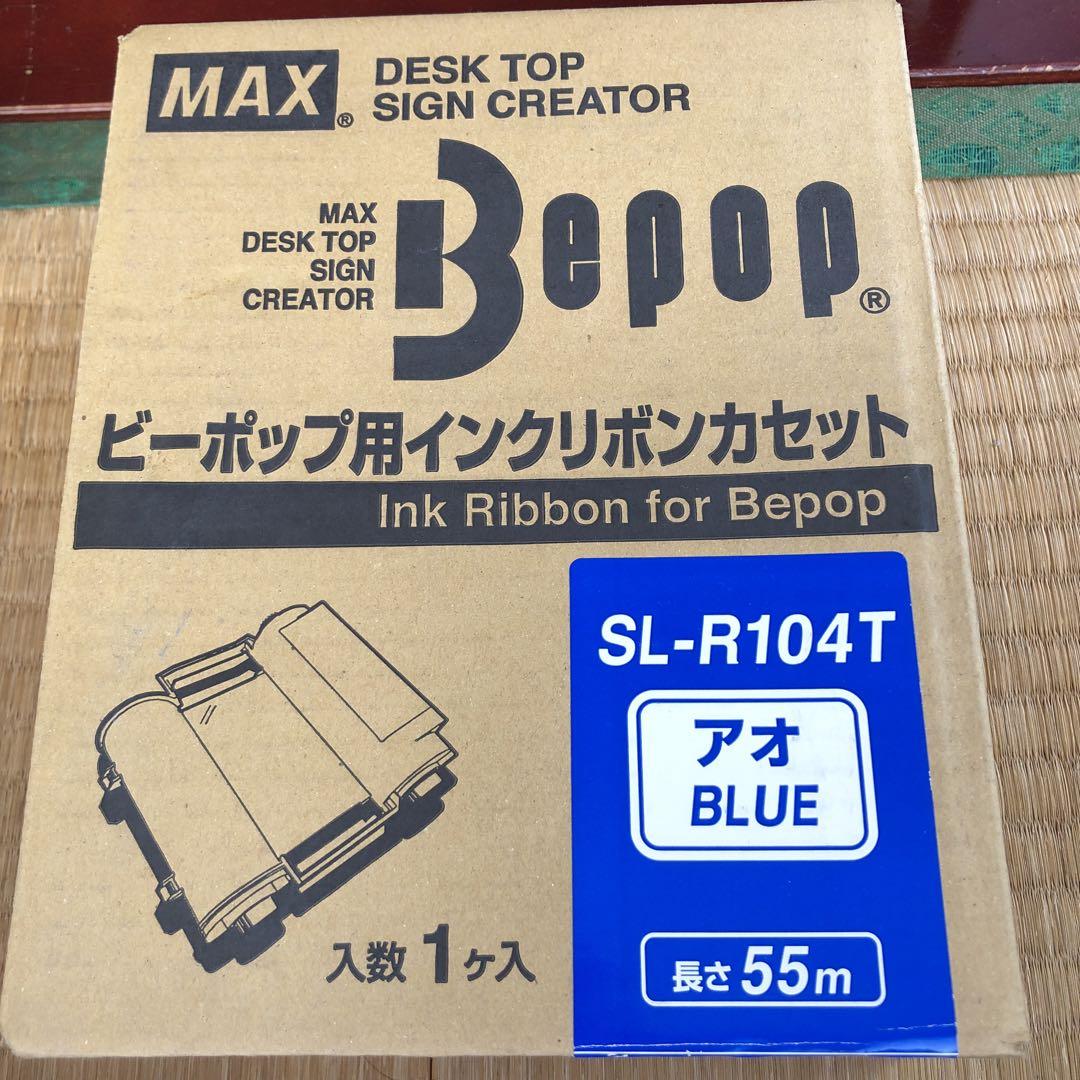 MAX® DESK TOP
SIGN CREATOR
MAX
DESK TOP
SIGN
CREATOR
Bepop®
ビーポップ用インクリボンカセット
Ink Ribbon for Bepop
SL-R104T
アオ
BLUE
入数 1ヶ入
長さ 55m